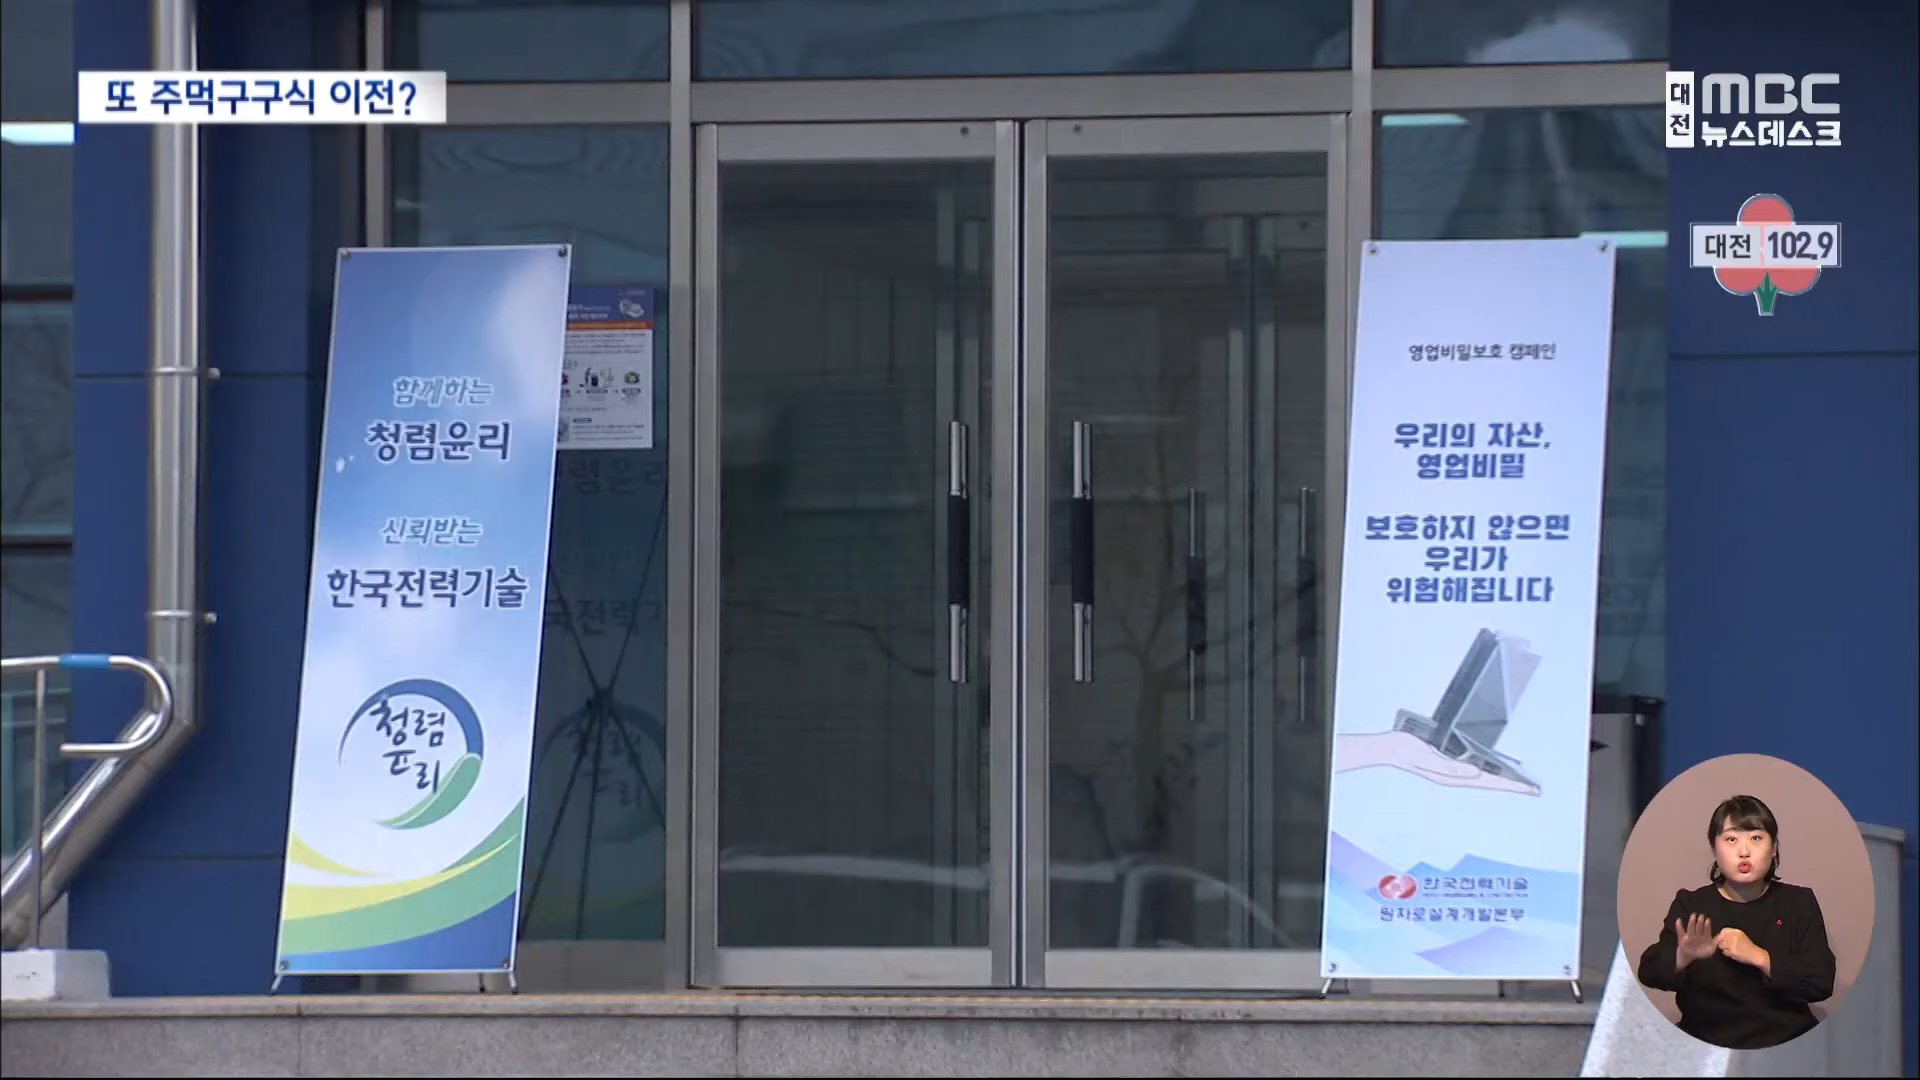 또 주먹구구식 이전?
대전
MBC
뉴스데스크
대전 102.9
함께하는
청렴윤리
신뢰받는
한국전력기술
청렴
윤리
영업비밀보호 캠페인
우리의 자산,
영업비밀
보호하지 않으면
우리가
위험해집니다
한국전력기술
원자로설계개발본부